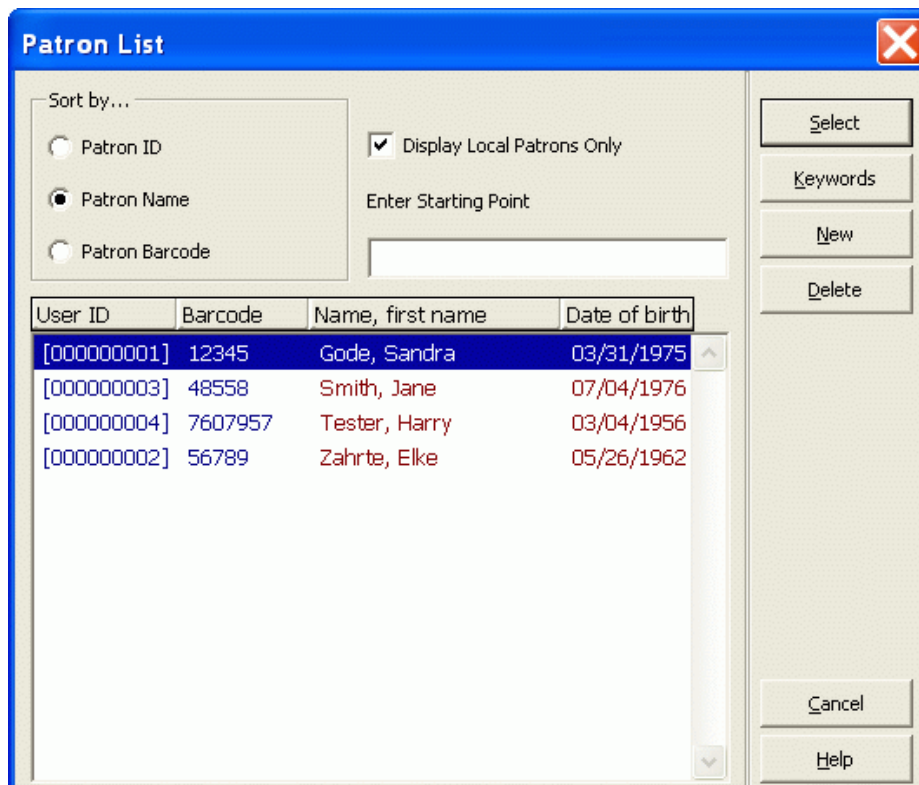 Patron List
Sort by...
Patron ID
Display Local Patrons Only
Patron Name
Enter Starting Point
Patron Barcode
Select
Keywords
New
Delete
User ID Barcode Name, first name Date of birth
[000000001] 12345 Gode, Sandra 03/31/1975
[000000003] 48558 Smith, Jane 07/04/1976
[000000004] 7607957 Tester, Harry 03/04/1956
[000000002] 56789 Zahrte, Elke 05/26/1962
Cancel
Help